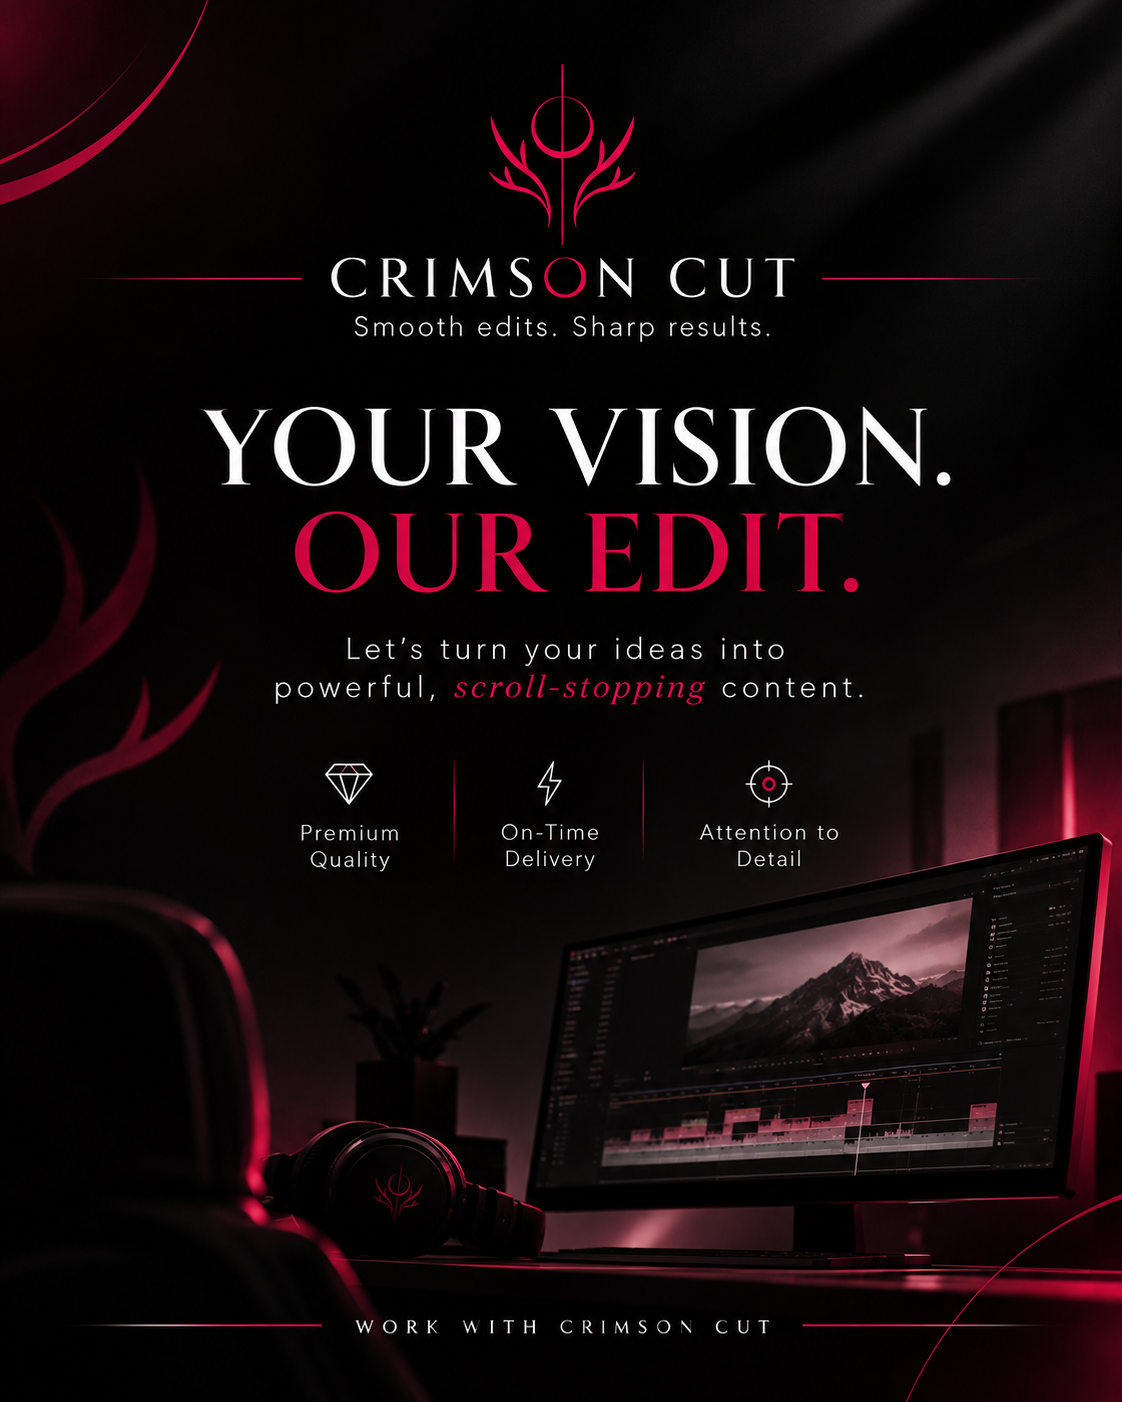 CRIMSON CUT
Smooth edits. Sharp results.
YOUR VISION.
OUR EDIT.
Let's turn your ideas into
powerful, scroll-stopping content.
Premium
Quality
On-Time
Delivery
Attention to
Detail
WORK WITH CRIMSON CUT